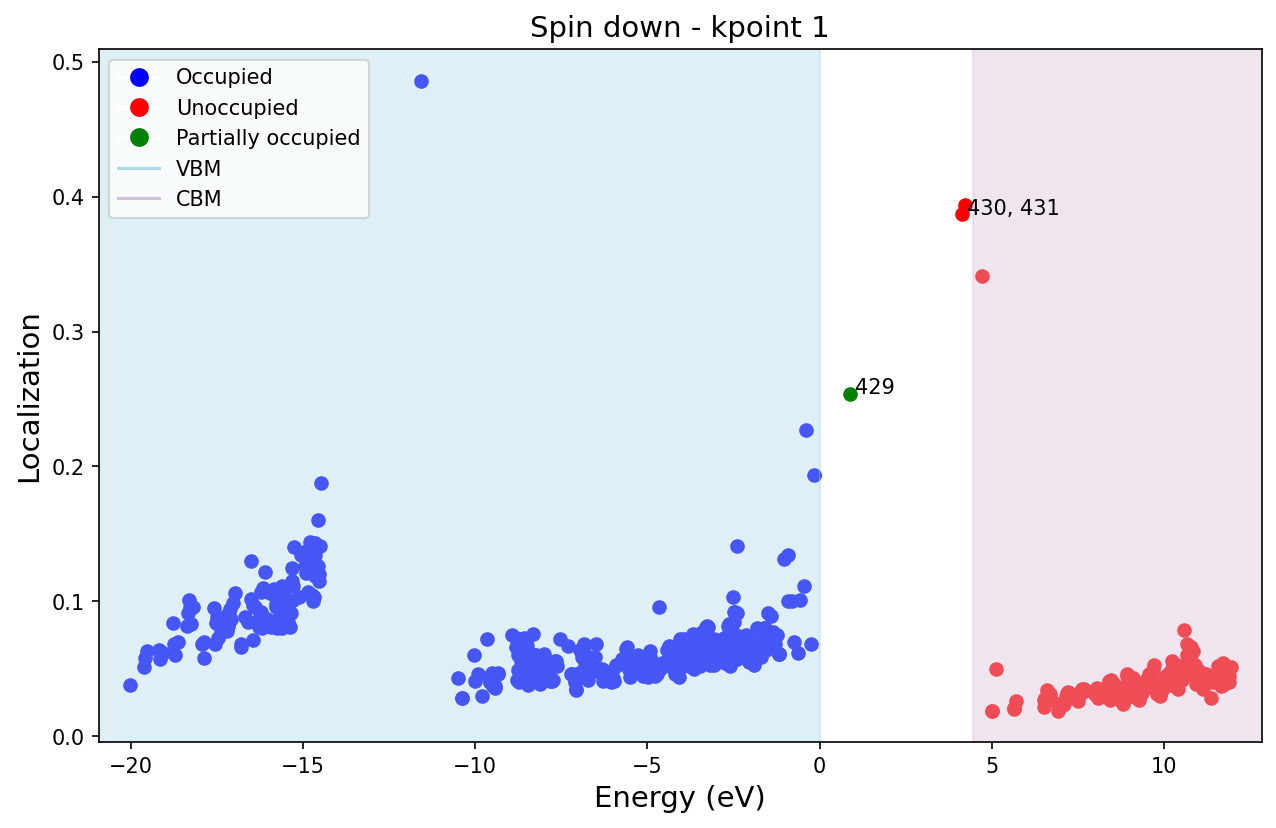 Spin down - kpoint 1
Occupied
Unoccupied
Partially occupied
VBM
CBM
430, 431
429
0.5
0.4
0.3
0.2
0.1
0.0
Localization
−20
−15
−10
−5
0
5
10
Energy (eV)